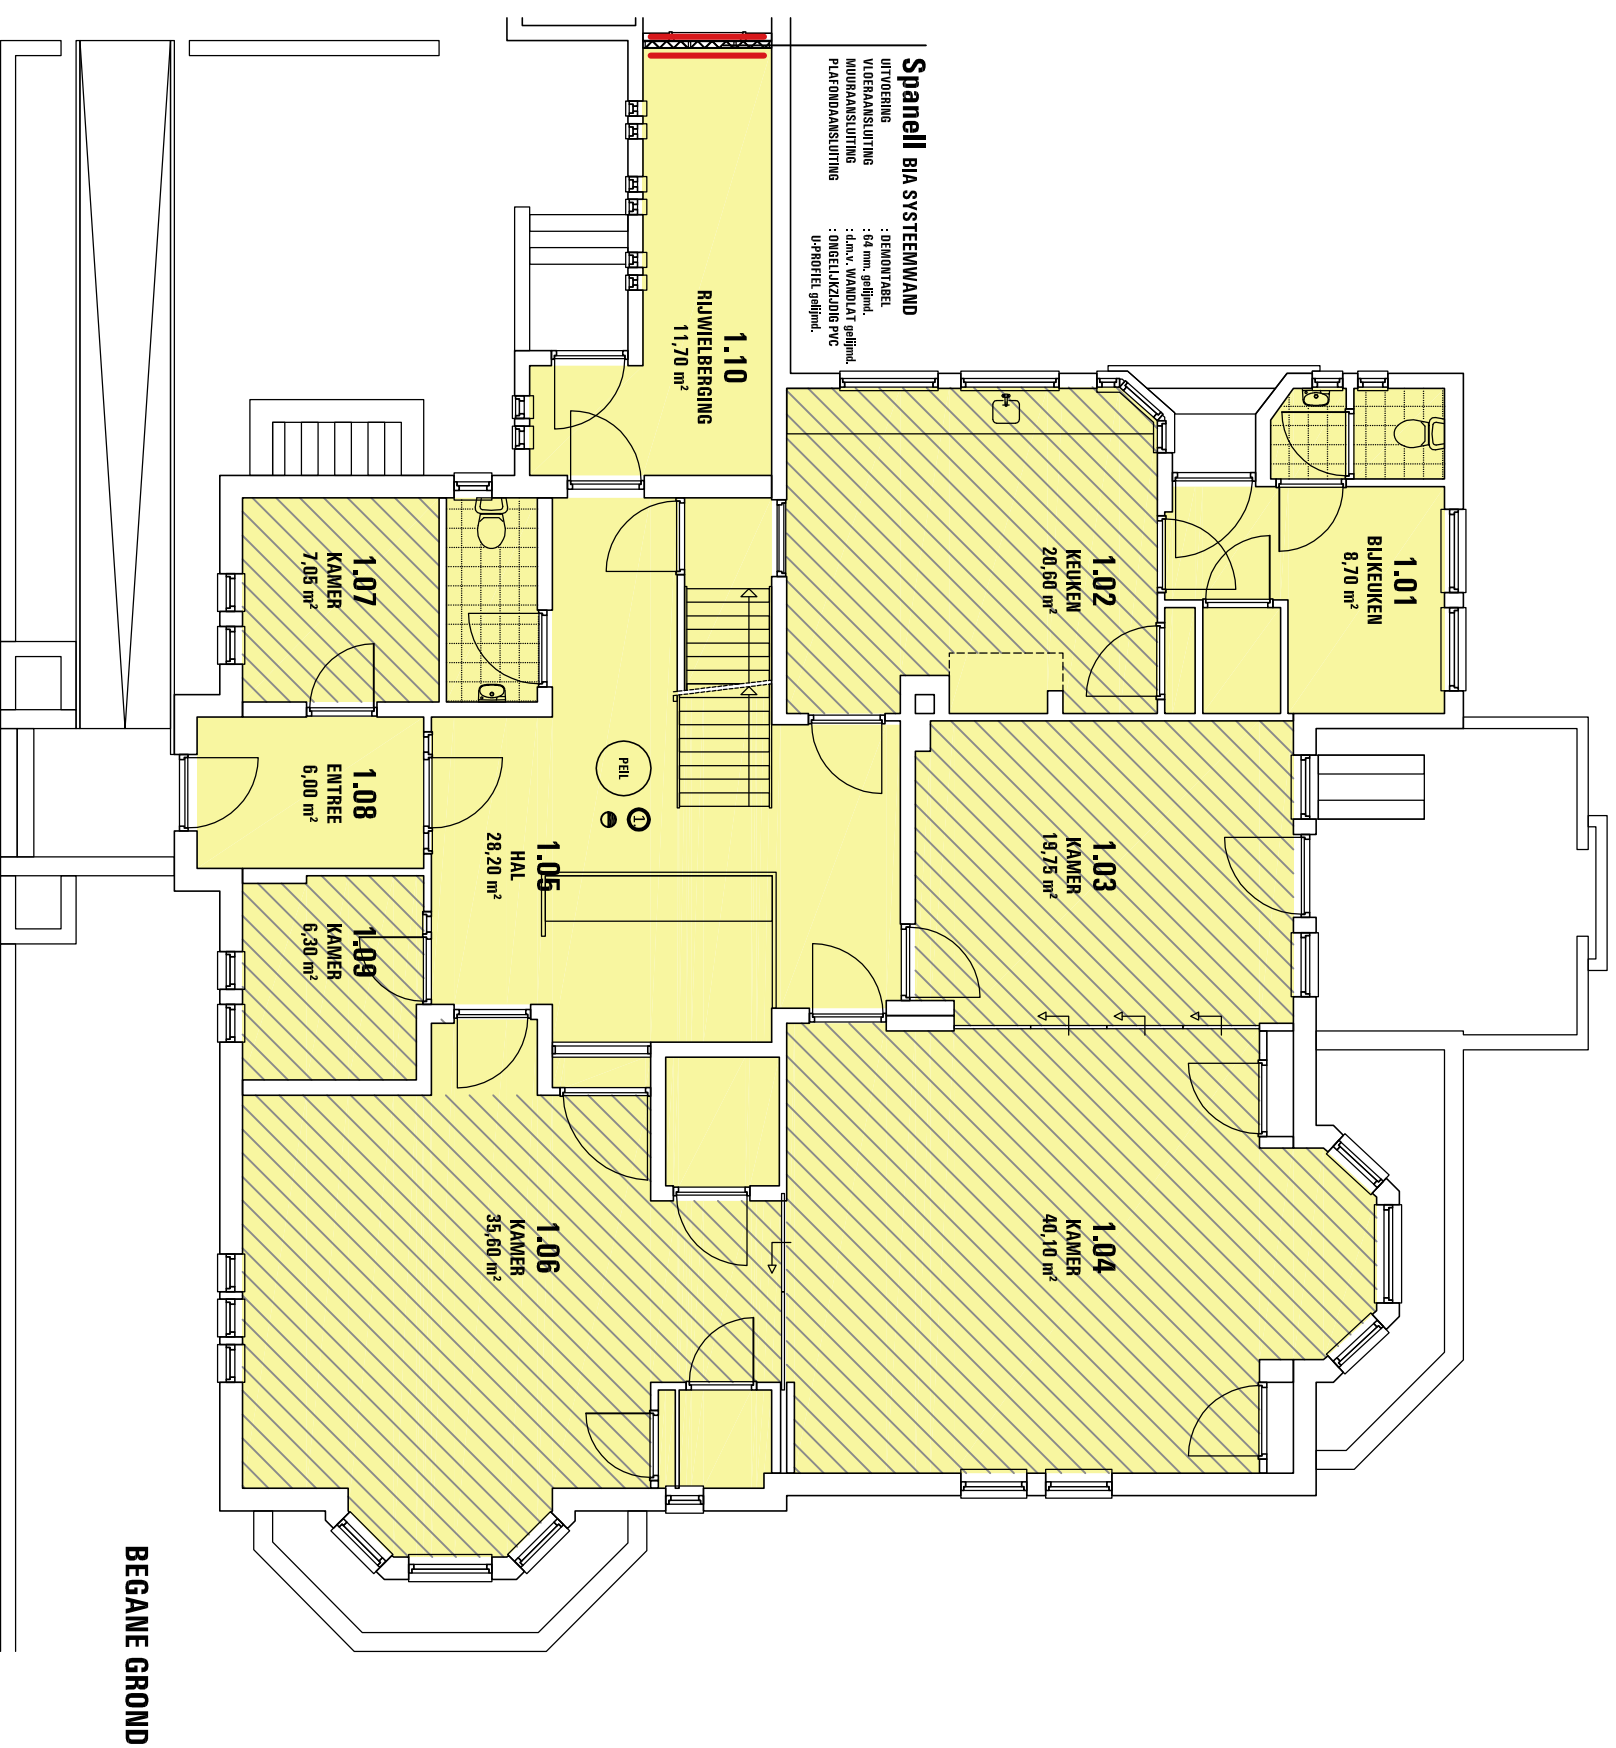 Spanell BIA SYSTEEMWAND
UITVOERING : DEMONTABEL
VLOERAANSLUITING : 64 mm. gelijmd.
MUURAANSLUITING : d.m.v. WANDLAT gelijmd.
PLAFONDAANSLUITING : ONGELIJKZIJDIG PVC
U-PROFIEL gelijmd.
1.10
RIJWIELBERGING
11,70 m²
1.01
BIJKEUKEN
8,70 m²
1.02
KEUKEN
20,60 m²
1.07
KAMER
7,05 m²
1.08
ENTREE
6,00 m²
PEIL
1
1.05
HAL
28,20 m²
1.03
KAMER
19,75 m²
1.09
KAMER
6,30 m²
1.06
KAMER
35,60 m²
1.04
KAMER
40,10 m²
BEGANE GROND